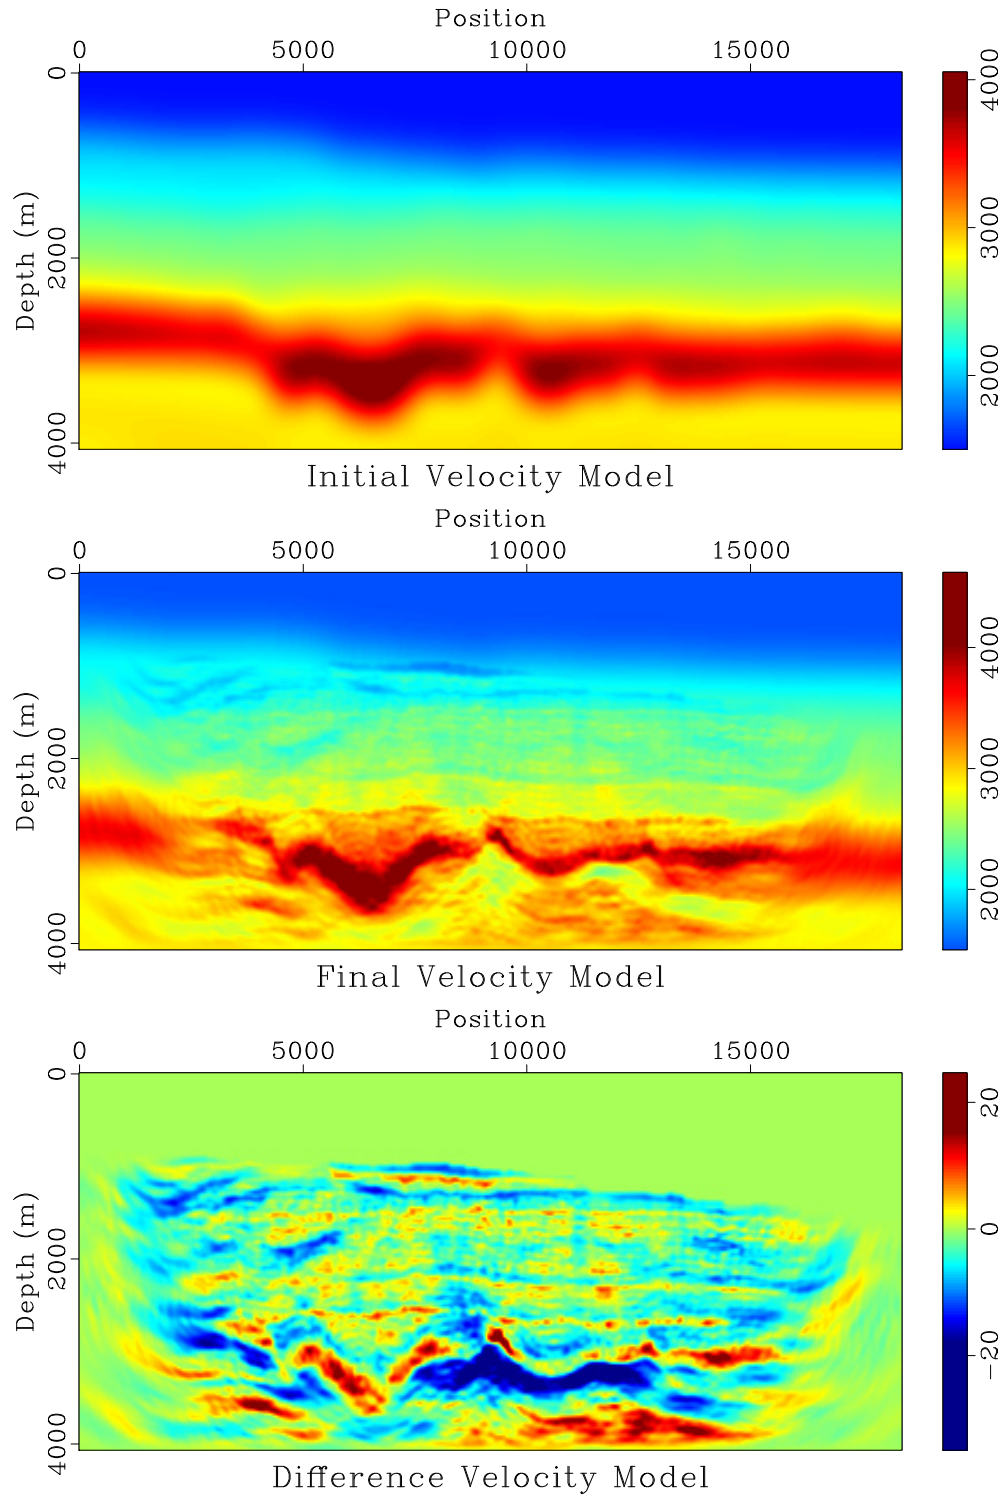 Position
0 5000 10000 15000
Depth (m)
0 2000 4000
2000 3000 4000
Initial Velocity Model
Position
0 5000 10000 15000
Depth (m)
0 2000 4000
2000 3000 4000
Final Velocity Model
Position
0 5000 10000 15000
Depth (m)
0 2000 4000
−20 0 20
Difference Velocity Model